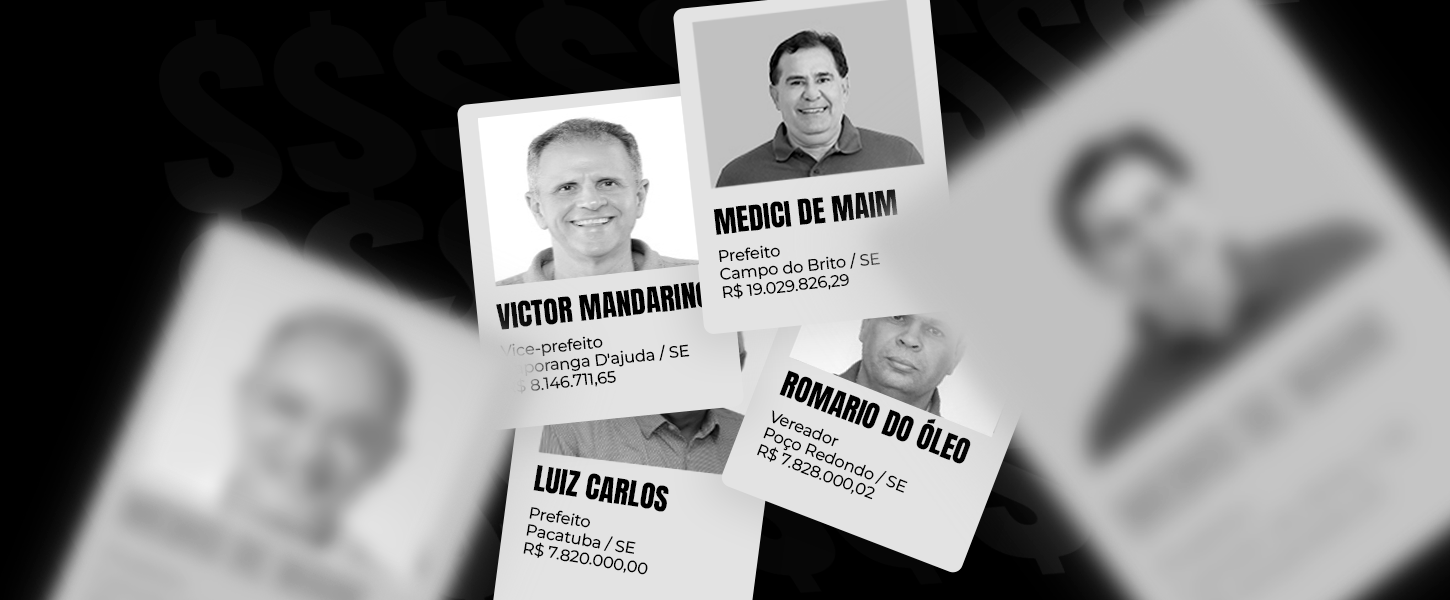 MEDICI DE MAIM
Prefeito
Campo do Brito / SE
R$ 19.029.826,29
VICTOR MANDARINO
Vice-prefeito
D'ajuda / SE
8.146.711,65
ROMARIO DO ÓLEO
Vereador
Poço Redondo / SE
R$ 7.828.000,02
LUIZ CARLOS
Prefeito
Pacatuba / SE
R$ 7.820.000,00